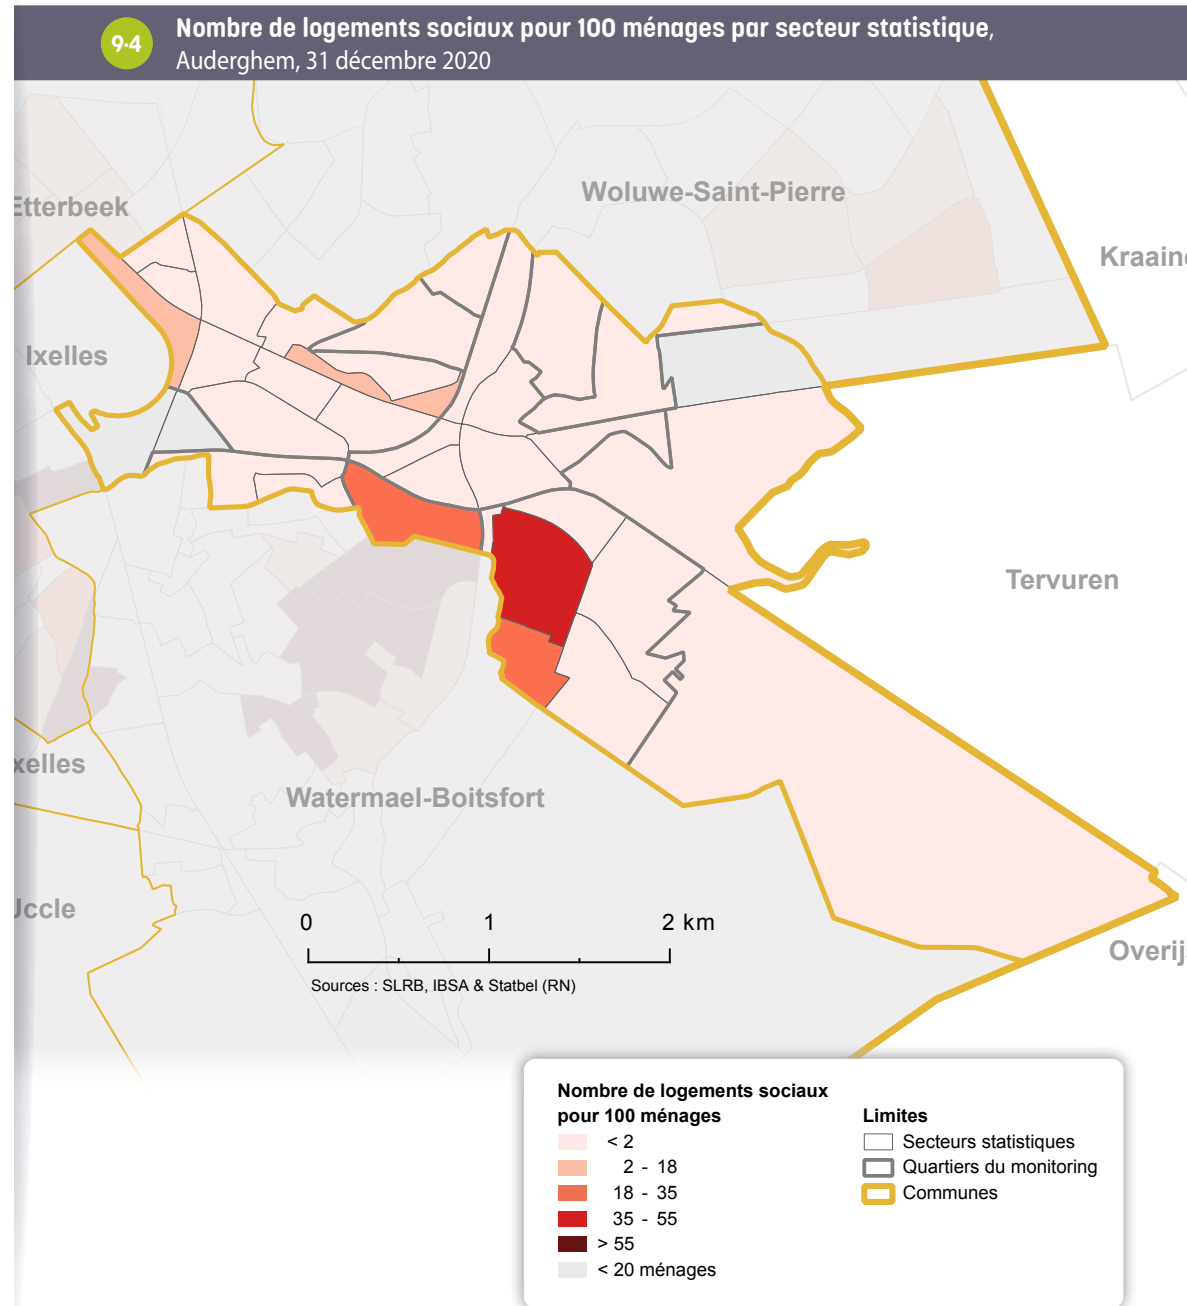 9·4
Nombre de logements sociaux pour 100 ménages par secteur statistique,
Auderghem, 31 décembre 2020
Woluwe-Saint-Pierre
Etterbeek
Kraain
Ixelles
Tervuren
xelles
Watermael-Boitsfort
Uccle
0 1 2 km
Overij
Sources : SLRB, IBSA & Statbel (RN)
Nombre de logements sociaux
pour 100 ménages
< 2
2 - 18
18 - 35
35 - 55
> 55
< 20 ménages
Limites
Secteurs statistiques
Quartiers du monitoring
Communes